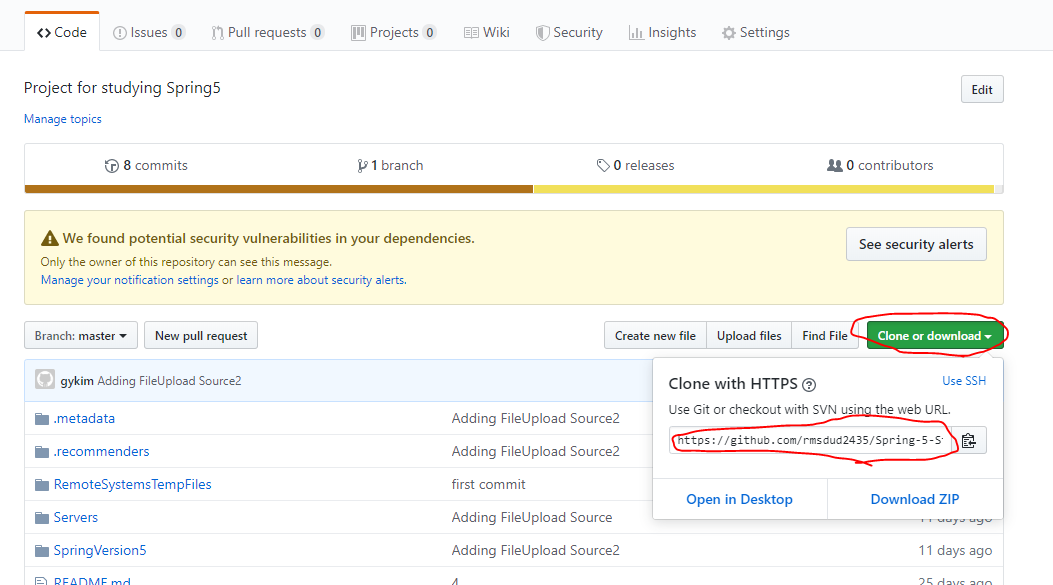 Code Issues 0 Pull requests 0 Projects 0 Wiki Security Insights Settings
Project for studying Spring5
Edit
Manage topics
8 commits 1 branch 0 releases 0 contributors
We found potential security vulnerabilities in your dependencies.
Only the owner of this repository can see this message.
Manage your notification settings or learn more about security alerts.
See security alerts
Branch: master New pull request Create new file Upload files Find File Clone or download
gykim Adding FileUpload Source2
.metadata Adding FileUpload Source2
.recommenders Adding FileUpload Source2
RemoteSystemsTempFiles first commit
Servers Adding FileUpload Source 11 days ago
SpringVersion5 Adding FileUpload Source2 11 days ago
README.md 4 25 days ago
Clone with HTTPS Use SSH
Use Git or checkout with SVN using the web URL.
https://github.com/rmsdud2435/Spring-5-S
Open in Desktop Download ZIP